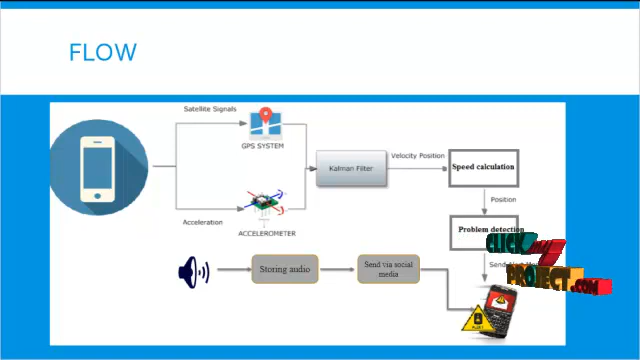 FLOW
Satellite Signals
GPS SYSTEM
Velocity Position
Kalman Filter
Speed calculation
Position
Acceleration
ACCELEROMETER
Problem detection
CLICK MY
PROJECT.COM
Storing audio
Send via social
media